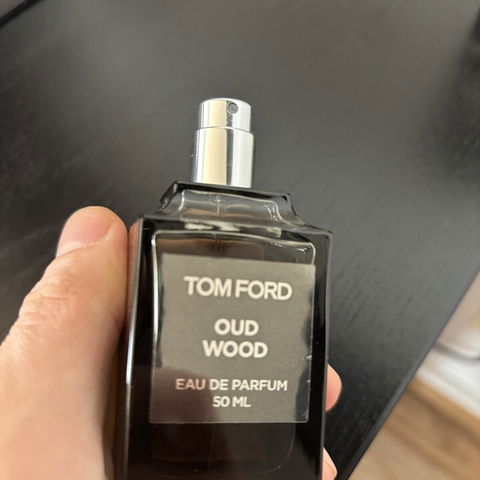 TOM FORD
OUD
WOOD
EAU DE PARFUM
50 ML